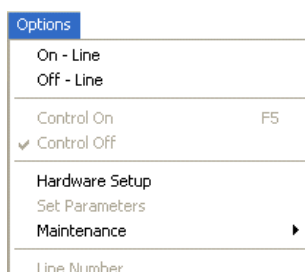 Options
On - Line
Off - Line
Control On F5
Control Off
Hardware Setup
Set Parameters
Maintenance
Line Number